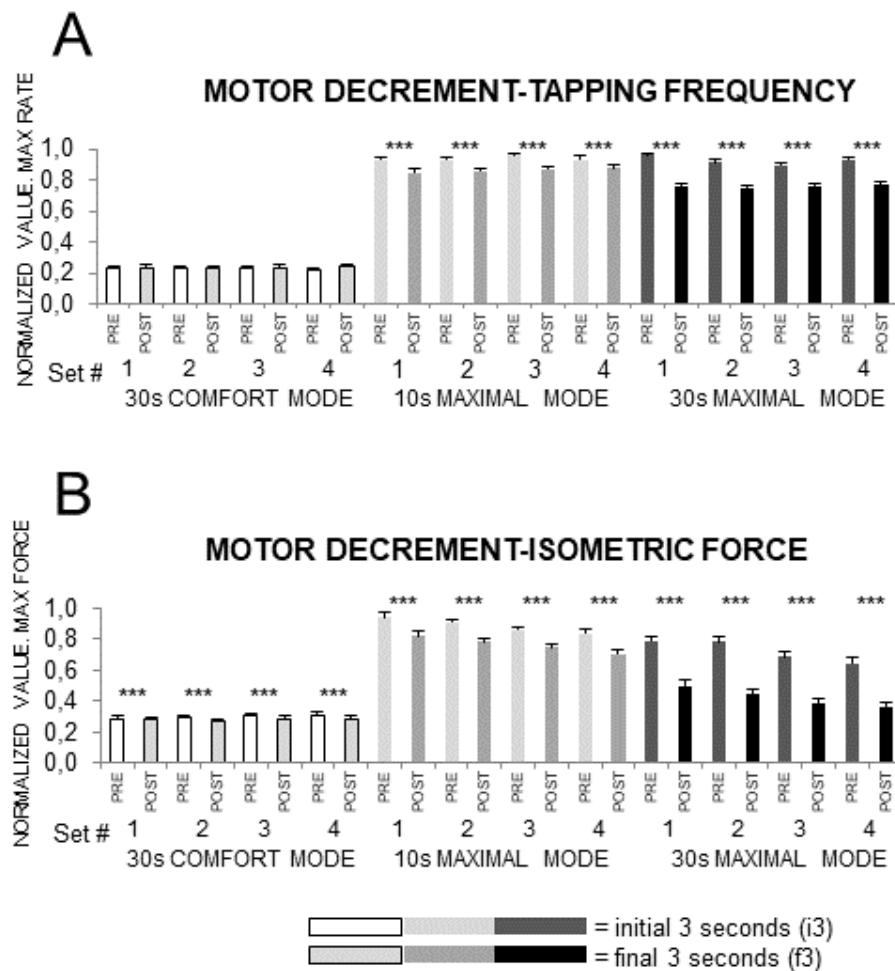 A
MOTOR DECREMENT-TAPPING FREQUENCY
NORMALIZED VALUE. MAX RATE
1,0 *** *** *** *** *** *** *** ***
0,8
0,6
0,4
0,2
0,0
PRE POST PRE POST PRE POST PRE POST PRE POST PRE POST PRE POST PRE POST PRE POST PRE POST PRE POST PRE POST
Set # 1 2 3 4 1 2 3 4 1 2 3 4
30s COMFORT MODE 10s MAXIMAL MODE 30s MAXIMAL MODE
B
MOTOR DECREMENT-ISOMETRIC FORCE
NORMALIZED VALUE. MAX FORCE
*** *** *** *** *** *** *** ***
1,0
0,8
0,6
0,4 *** *** *** ***
0,2
0,0
PRE POST PRE POST PRE POST PRE POST PRE POST PRE POST PRE POST PRE POST PRE POST PRE POST PRE POST PRE POST
Set # 1 2 3 4 1 2 3 4 1 2 3 4
30s COMFORT MODE 10s MAXIMAL MODE 30s MAXIMAL MODE
= initial 3 seconds (i3)
= final 3 seconds (f3)